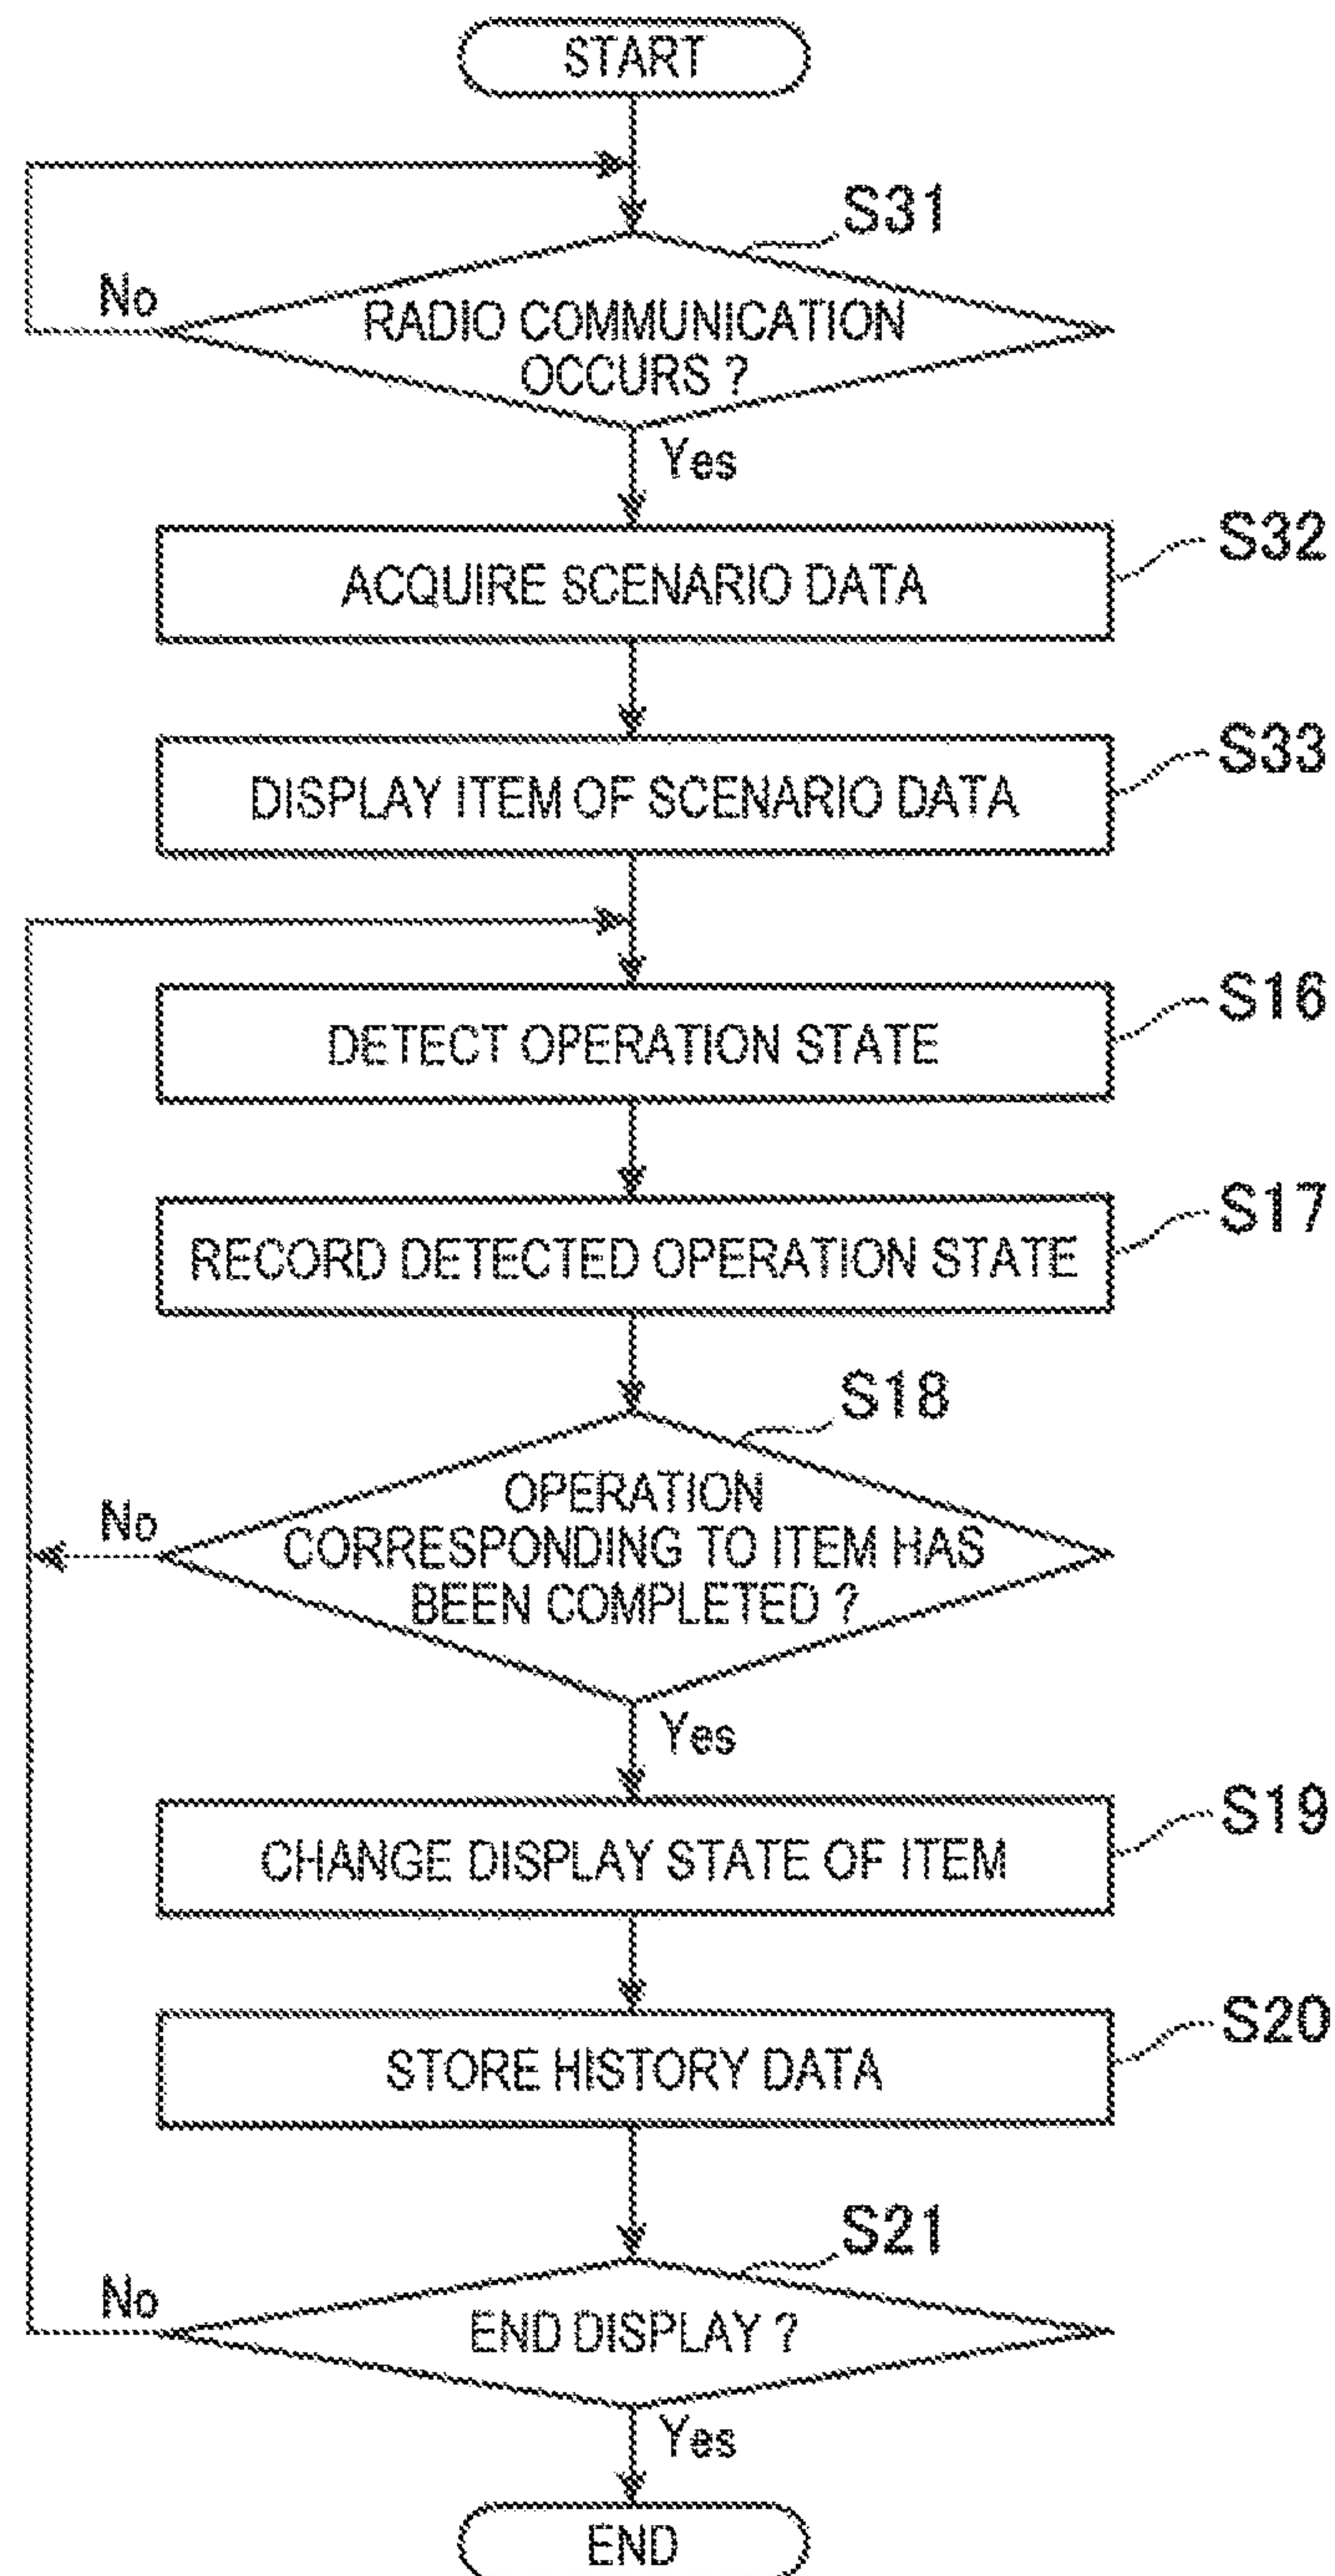 START
S31
No
RADIO COMMUNICATION
OCCURS ?
Yes
S32
ACQUIRE SCENARIO DATA
S33
DISPLAY ITEM OF SCENARIO DATA
S16
DETECT OPERATION STATE
S17
RECORD DETECTED OPERATION STATE
S18
OPERATION
No
CORRESPONDING TO ITEM HAS
BEEN COMPLETED ?
Yes
S19
CHANGE DISPLAY STATE OF ITEM
S20
STORE HISTORY DATA
S21
No
END DISPLAY ?
Yes
END